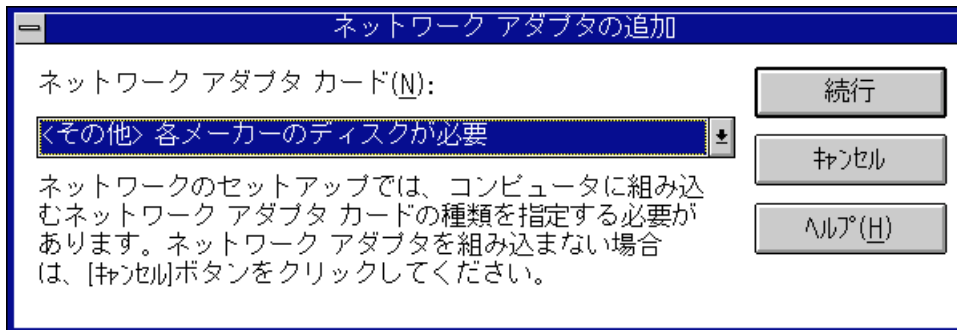 ネットワーク アダプタの追加
ネットワーク アダプタ カード(N):
<その他> 各メーカーのディスクが必要
ネットワークのセットアップでは、コンピュータに組み込
むネットワーク アダプタ カードの種類を指定する必要が
あります。ネットワーク アダプタを組み込まない場合
は、[ｷｬﾝｾﾙ]ボタンをクリックしてください。
続行
ｷｬﾝｾﾙ
ﾍﾙﾌﾟ(H)